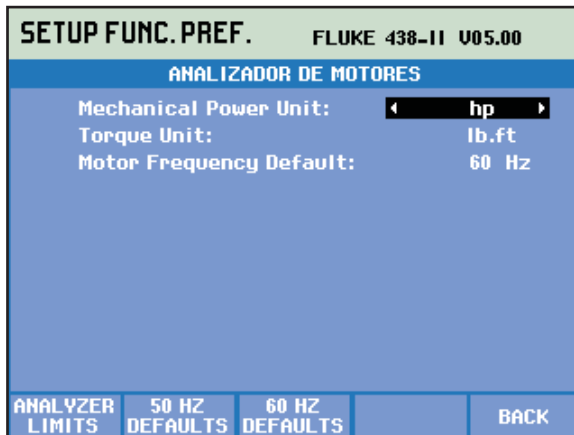 SETUP FUNC. PREF. FLUKE 438-II V05.00
ANALIZADOR DE MOTORES
Mechanical Power Unit: hp
Torque Unit: lb.ft
Motor Frequency Default: 60 Hz
ANALYZER LIMITS 50 HZ DEFAULTS 60 HZ DEFAULTS BACK